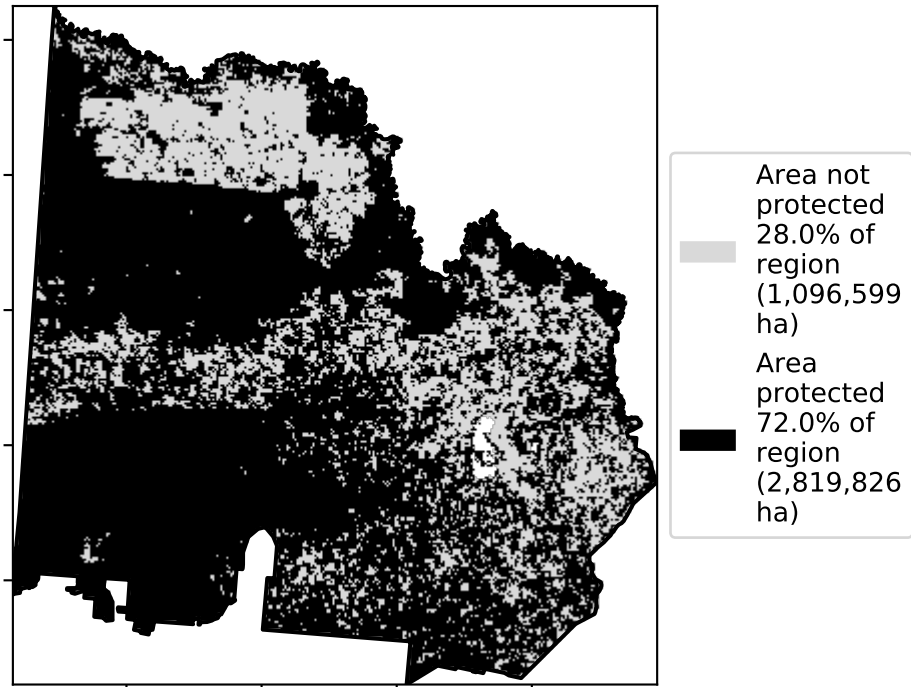 Area not
protected
28.0% of
region
(1,096,599
ha)
Area
protected
72.0% of
region
(2,819,826
ha)